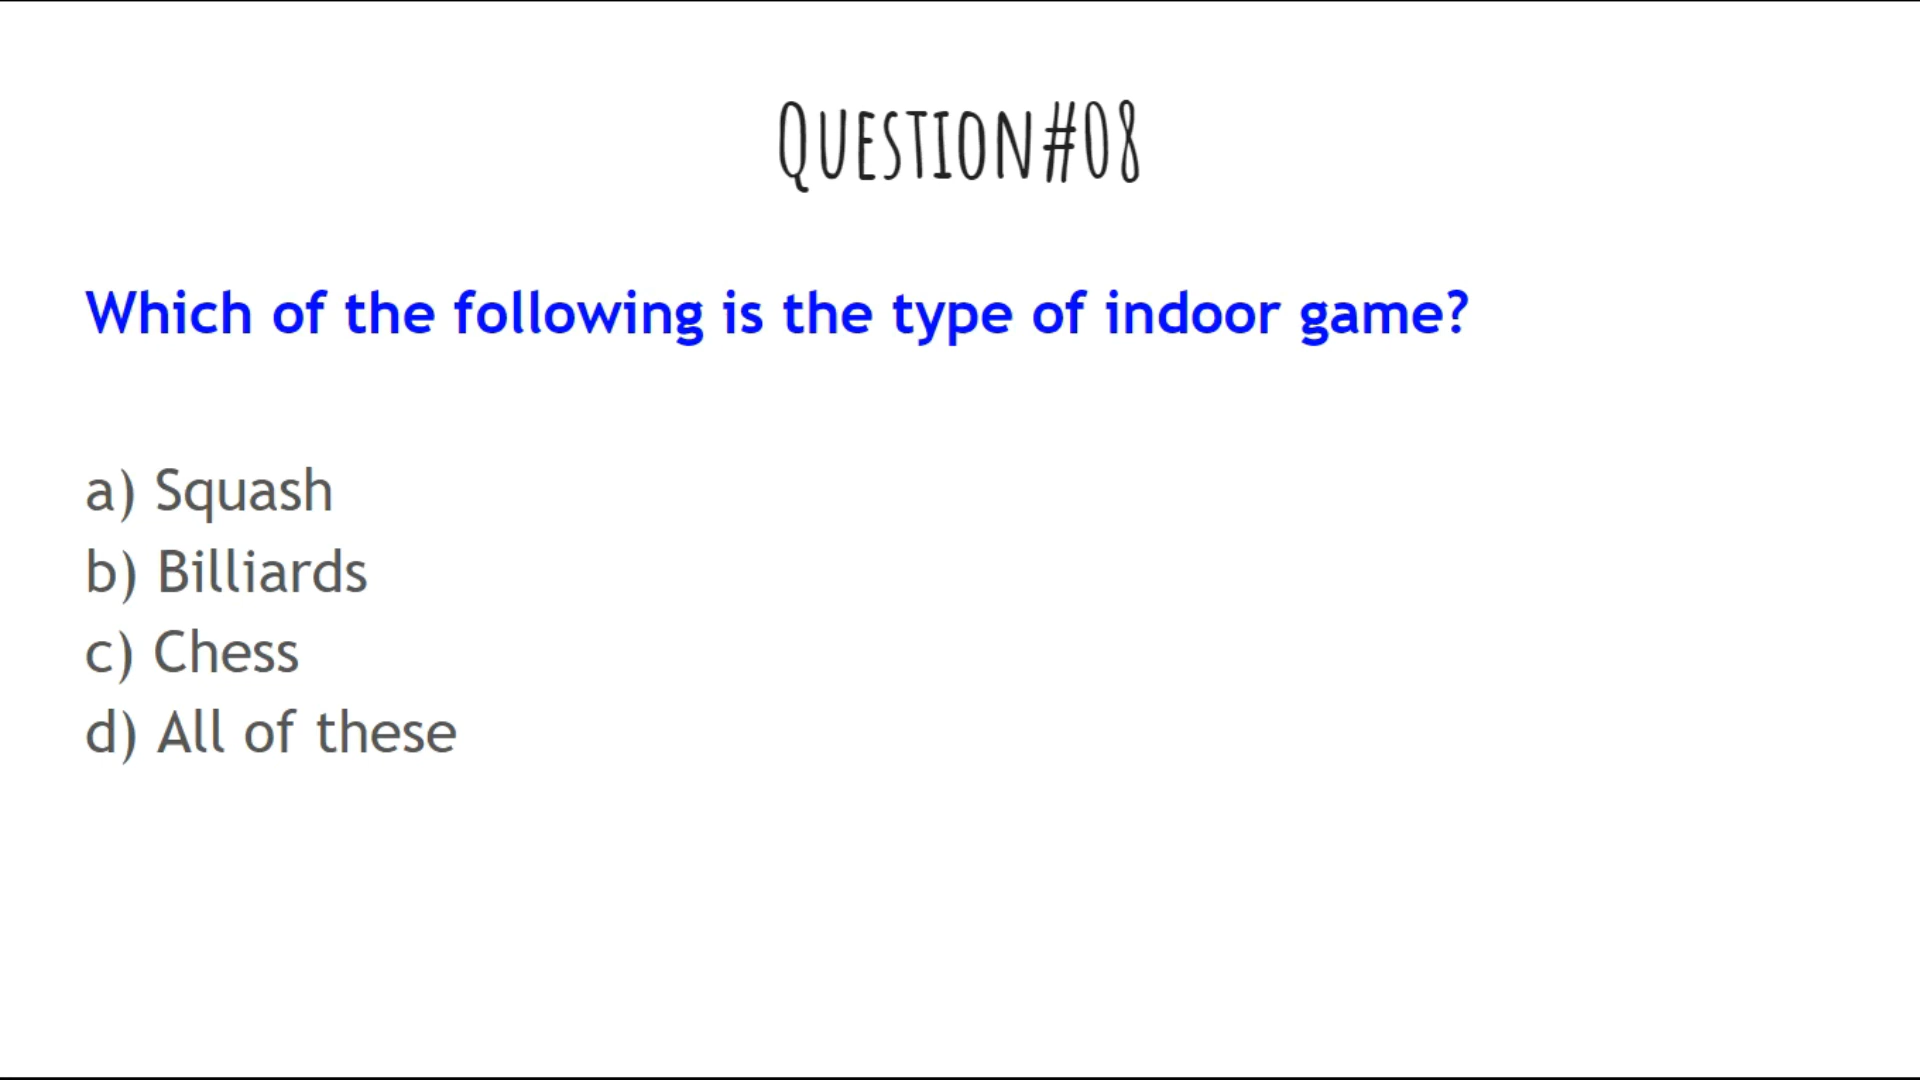 Question#08
Which of the following is the type of indoor game?
a) Squash
b) Billiards
c) Chess
d) All of these